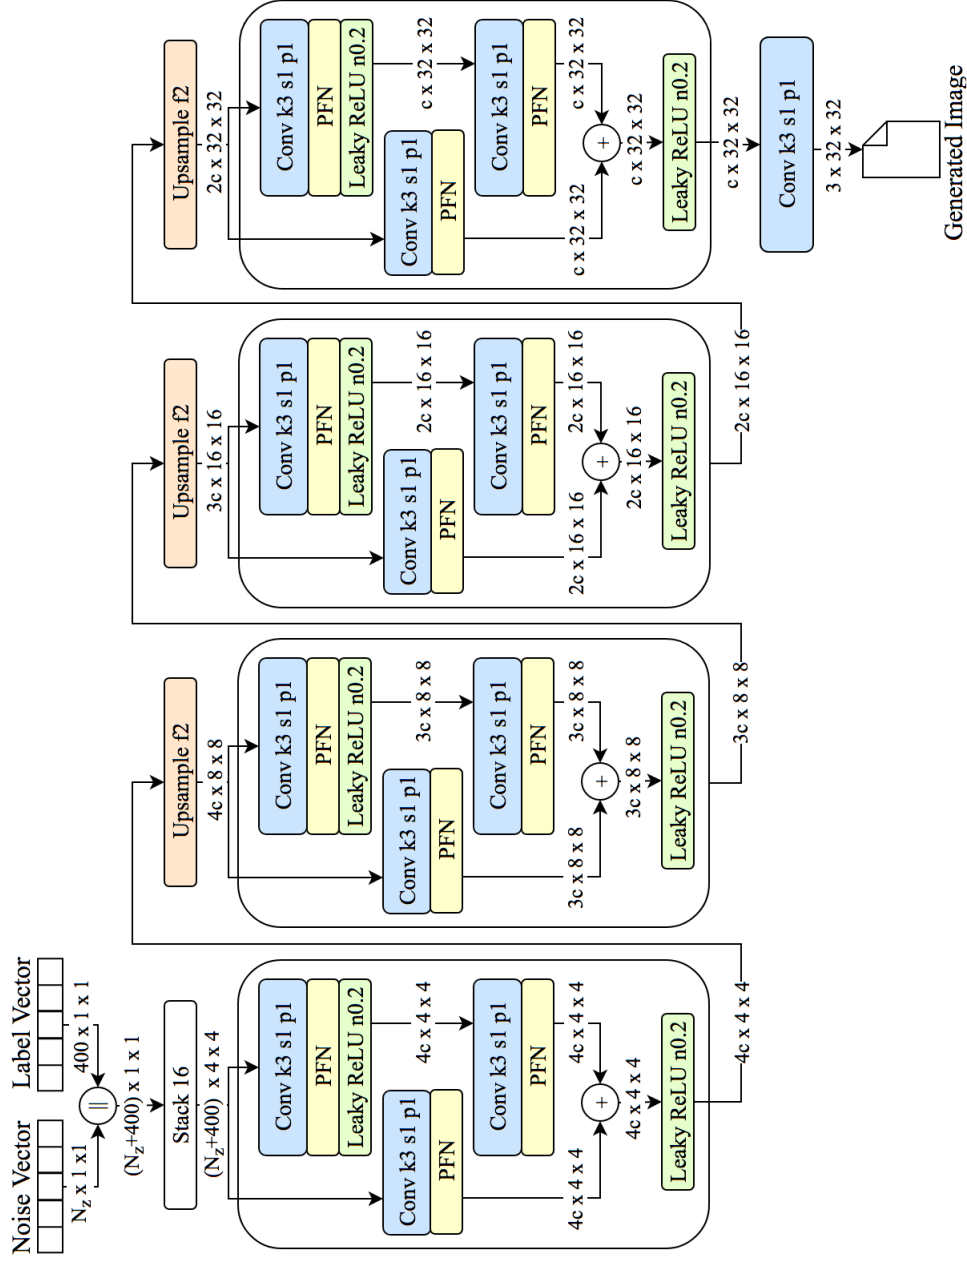 Noise Vector
Label Vector
N_z x 1 x1
400 x 1 x 1
||
(N_z+400) x 1 x 1
Stack 16
(N_z+400) x 4 x 4
Conv k3 s1 p1
PFN
Leaky ReLU n0.2
4c x 4 x 4
Conv k3 s1 p1
PFN
Conv k3 s1 p1
PFN
4c x 4 x 4
4c x 4 x 4
+
4c x 4 x 4
Leaky ReLU n0.2
4c x 4 x 4
Upsample f2
4c x 8 x 8
Conv k3 s1 p1
PFN
Leaky ReLU n0.2
3c x 8 x 8
Conv k3 s1 p1
PFN
Conv k3 s1 p1
PFN
3c x 8 x 8
3c x 8 x 8
+
3c x 8 x 8
Leaky ReLU n0.2
3c x 8 x 8
Upsample f2
3c x 16 x 16
Conv k3 s1 p1
PFN
Leaky ReLU n0.2
2c x 16 x 16
Conv k3 s1 p1
PFN
Conv k3 s1 p1
PFN
2c x 16 x 16
2c x 16 x 16
+
2c x 16 x 16
Leaky ReLU n0.2
2c x 16 x 16
Upsample f2
2c x 32 x 32
Conv k3 s1 p1
PFN
Leaky ReLU n0.2
c x 32 x 32
Conv k3 s1 p1
PFN
Conv k3 s1 p1
PFN
c x 32 x 32
c x 32 x 32
+
c x 32 x 32
Leaky ReLU n0.2
c x 32 x 32
Conv k3 s1 p1
3 x 32 x 32
Generated Image